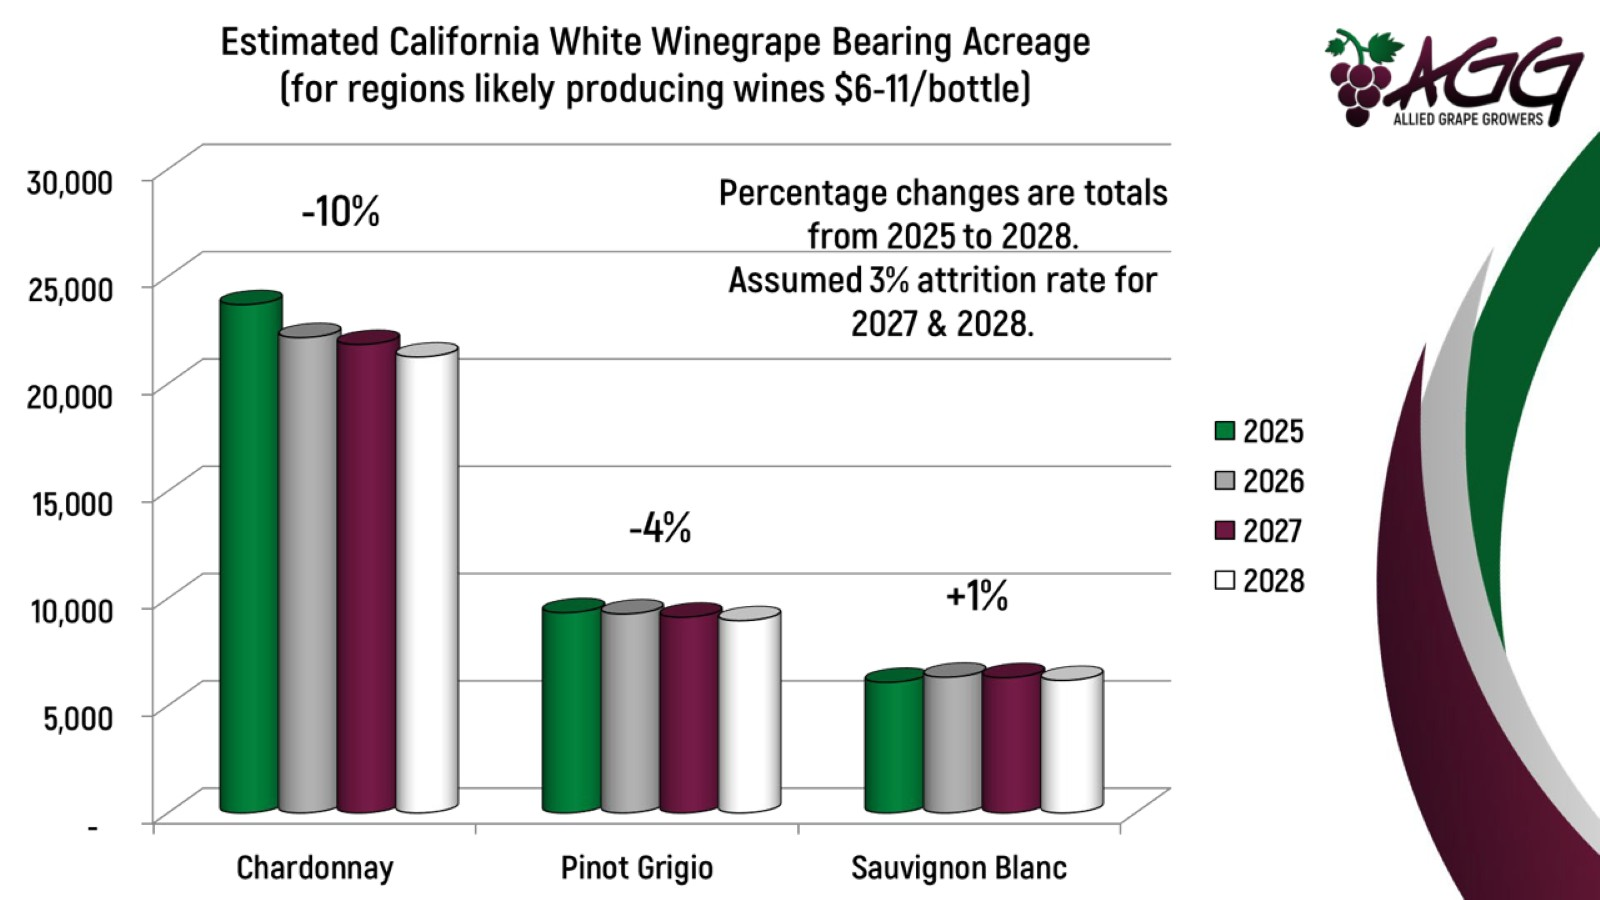 Estimated California White Winegrape Bearing Acreage
(for regions likely producing wines $6-11/bottle)
AGG
ALLIED GRAPE GROWERS
30,000
25,000
20,000
15,000
10,000
5,000
-
-10%
Percentage changes are totals
from 2025 to 2028.
Assumed 3% attrition rate for
2027 & 2028.
-4%
+1%
2025
2026
2027
2028
Chardonnay
Pinot Grigio
Sauvignon Blanc